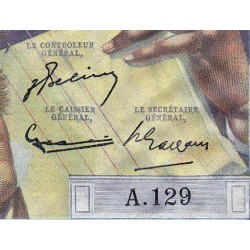 LE CONTROLEUR
GÉNÉRAL,
LE CAISSIER LE SECRÉTAIRE
GÉNÉRAL, GÉNÉRAL,
A.129